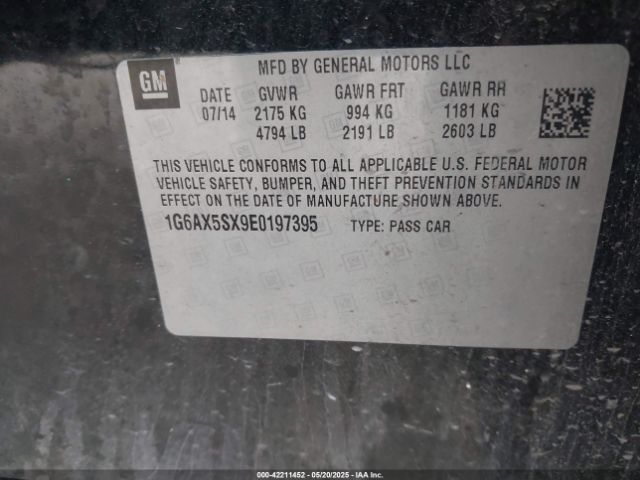 GM
MFD BY GENERAL MOTORS LLC
DATE GVWR GAWR FRT GAWR RR
07/14 2175 KG 994 KG 1181 KG
4794 LB 2191 LB 2603 LB
THIS VEHICLE CONFORMS TO ALL APPLICABLE U.S. FEDERAL MOTOR
VEHICLE SAFETY, BUMPER, AND THEFT PREVENTION STANDARDS IN
EFFECT ON THE DATE OF MANUFACTURE SHOWN ABOVE.
1G6AX5SX9E0197395 TYPE: PASS CAR
000-42211452 - 05/20/2025 - IAAI